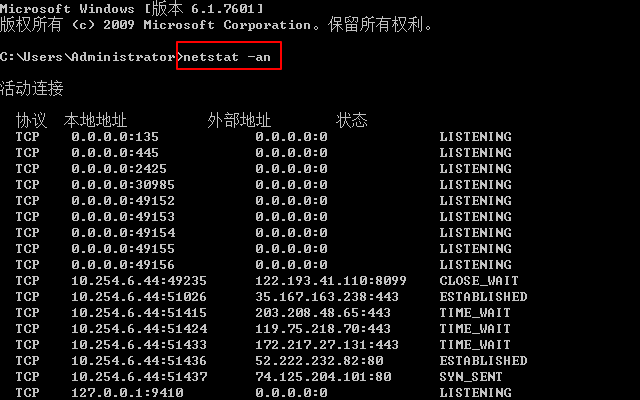 Microsoft Windows [版本 6.1.7601]
版权所有 (c) 2009 Microsoft Corporation。保留所有权利。
C:\Users\Administrator>netstat -an
活动连接
协议 本地地址 外部地址 状态
TCP 0.0.0.0:135 0.0.0.0:0 LISTENING
TCP 0.0.0.0:445 0.0.0.0:0 LISTENING
TCP 0.0.0.0:2425 0.0.0.0:0 LISTENING
TCP 0.0.0.0:30985 0.0.0.0:0 LISTENING
TCP 0.0.0.0:49152 0.0.0.0:0 LISTENING
TCP 0.0.0.0:49153 0.0.0.0:0 LISTENING
TCP 0.0.0.0:49154 0.0.0.0:0 LISTENING
TCP 0.0.0.0:49155 0.0.0.0:0 LISTENING
TCP 0.0.0.0:49156 0.0.0.0:0 LISTENING
TCP 10.254.6.44:49235 122.193.41.110:8099 CLOSE_WAIT
TCP 10.254.6.44:51026 35.167.163.238:443 ESTABLISHED
TCP 10.254.6.44:51415 203.208.48.65:443 TIME_WAIT
TCP 10.254.6.44:51424 119.75.218.70:443 TIME_WAIT
TCP 10.254.6.44:51433 172.217.27.131:443 TIME_WAIT
TCP 10.254.6.44:51436 52.222.232.82:80 ESTABLISHED
TCP 10.254.6.44:51437 74.125.204.101:80 SYN_SENT
TCP 127.0.0.1:9410 0.0.0.0:0 LISTENING